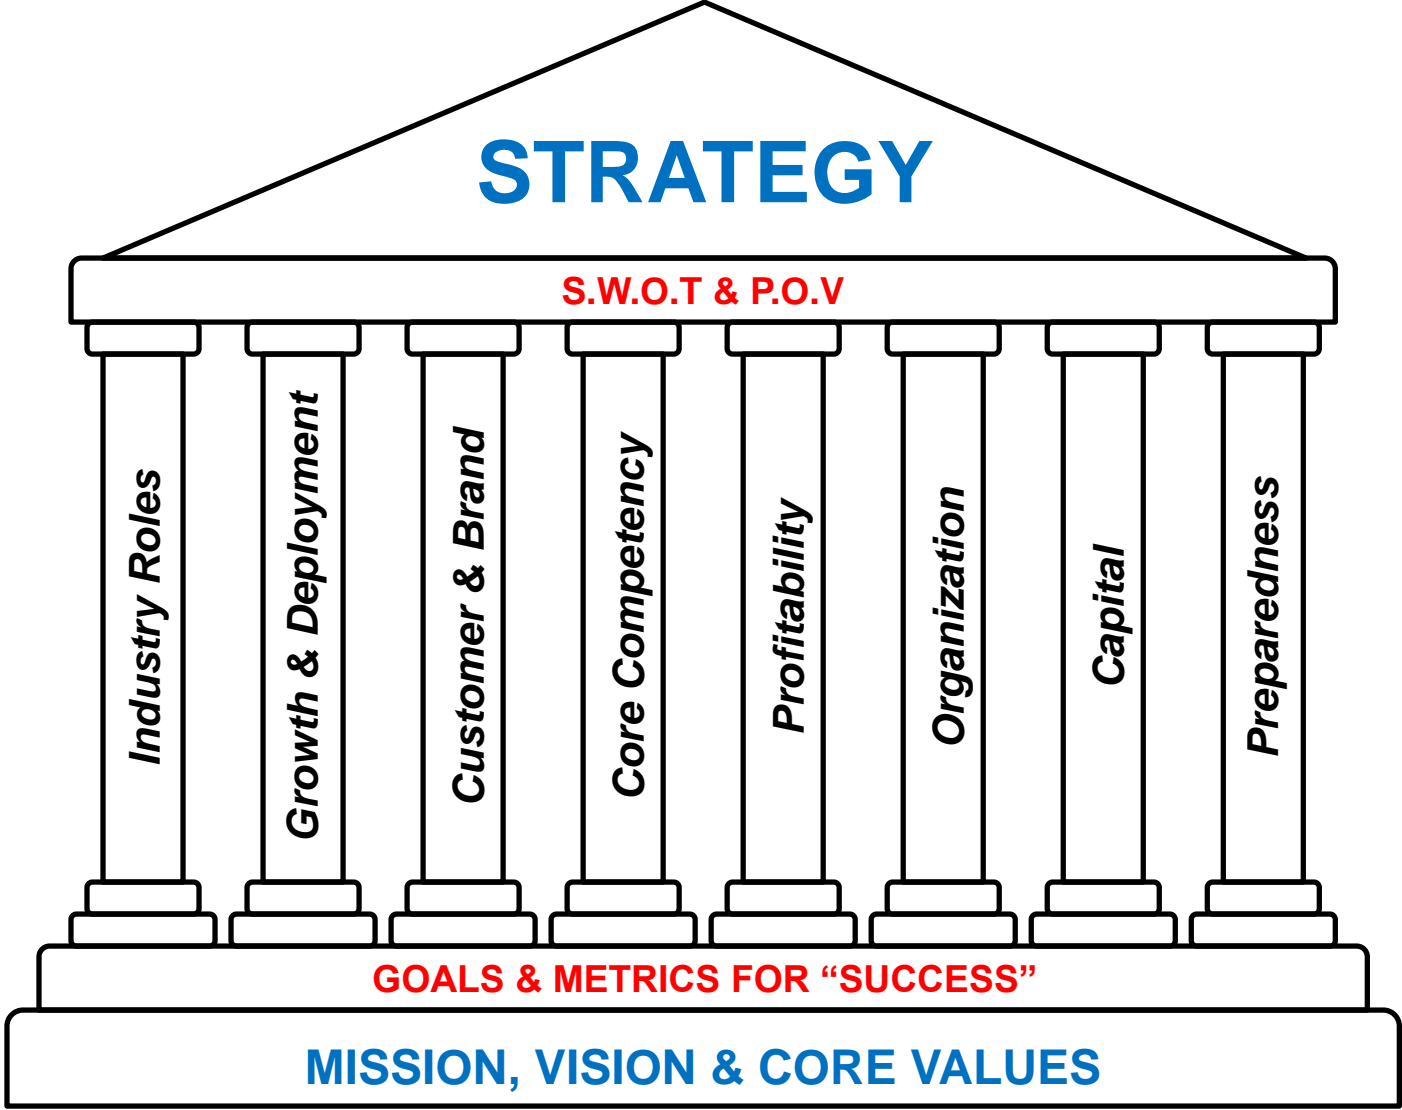 STRATEGY
S.W.O.T & P.O.V
Industry Roles
Growth & Deployment
Customer & Brand
Core Competency
Profitability
Organization
Capital
Preparedness
GOALS & METRICS FOR “SUCCESS”
MISSION, VISION & CORE VALUES